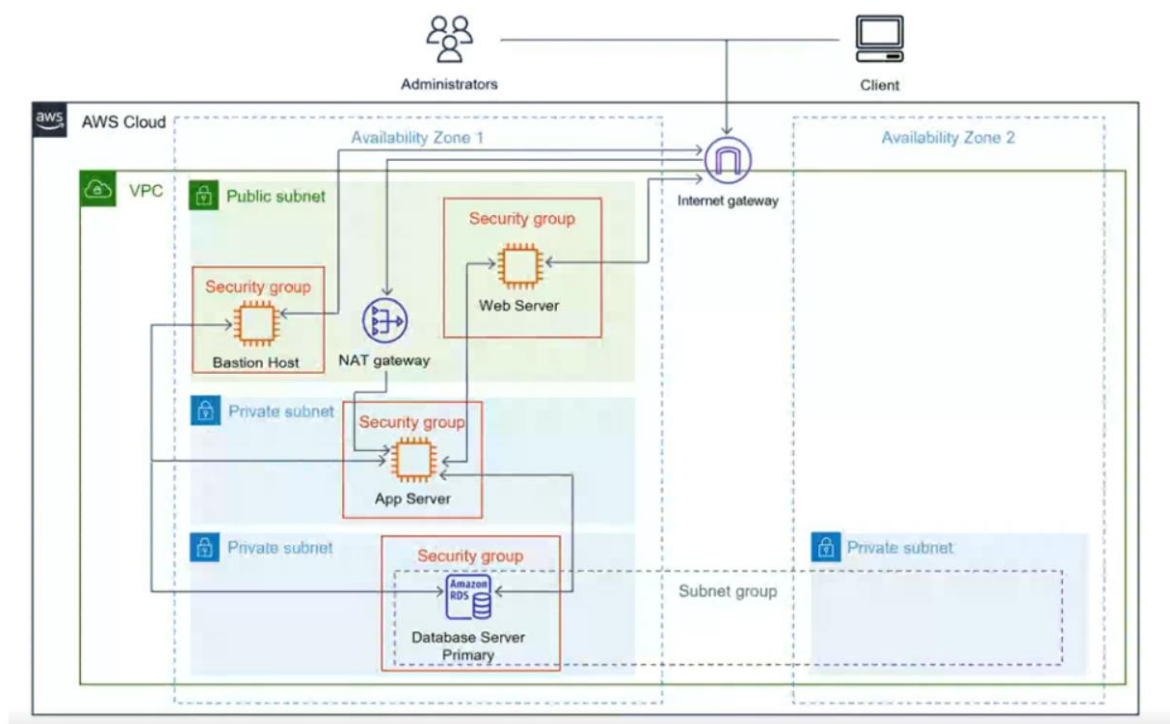 Administrators
Client
aws
AWS Cloud
Availability Zone 1
Availability Zone 2
VPC
Public subnet
Internet gateway
Security group
Web Server
Security group
Bastion Host
NAT gateway
Private subnet
Security group
App Server
Private subnet
Security group
Amazon
RDS
Database Server
Primary
Subnet group
Private subnet